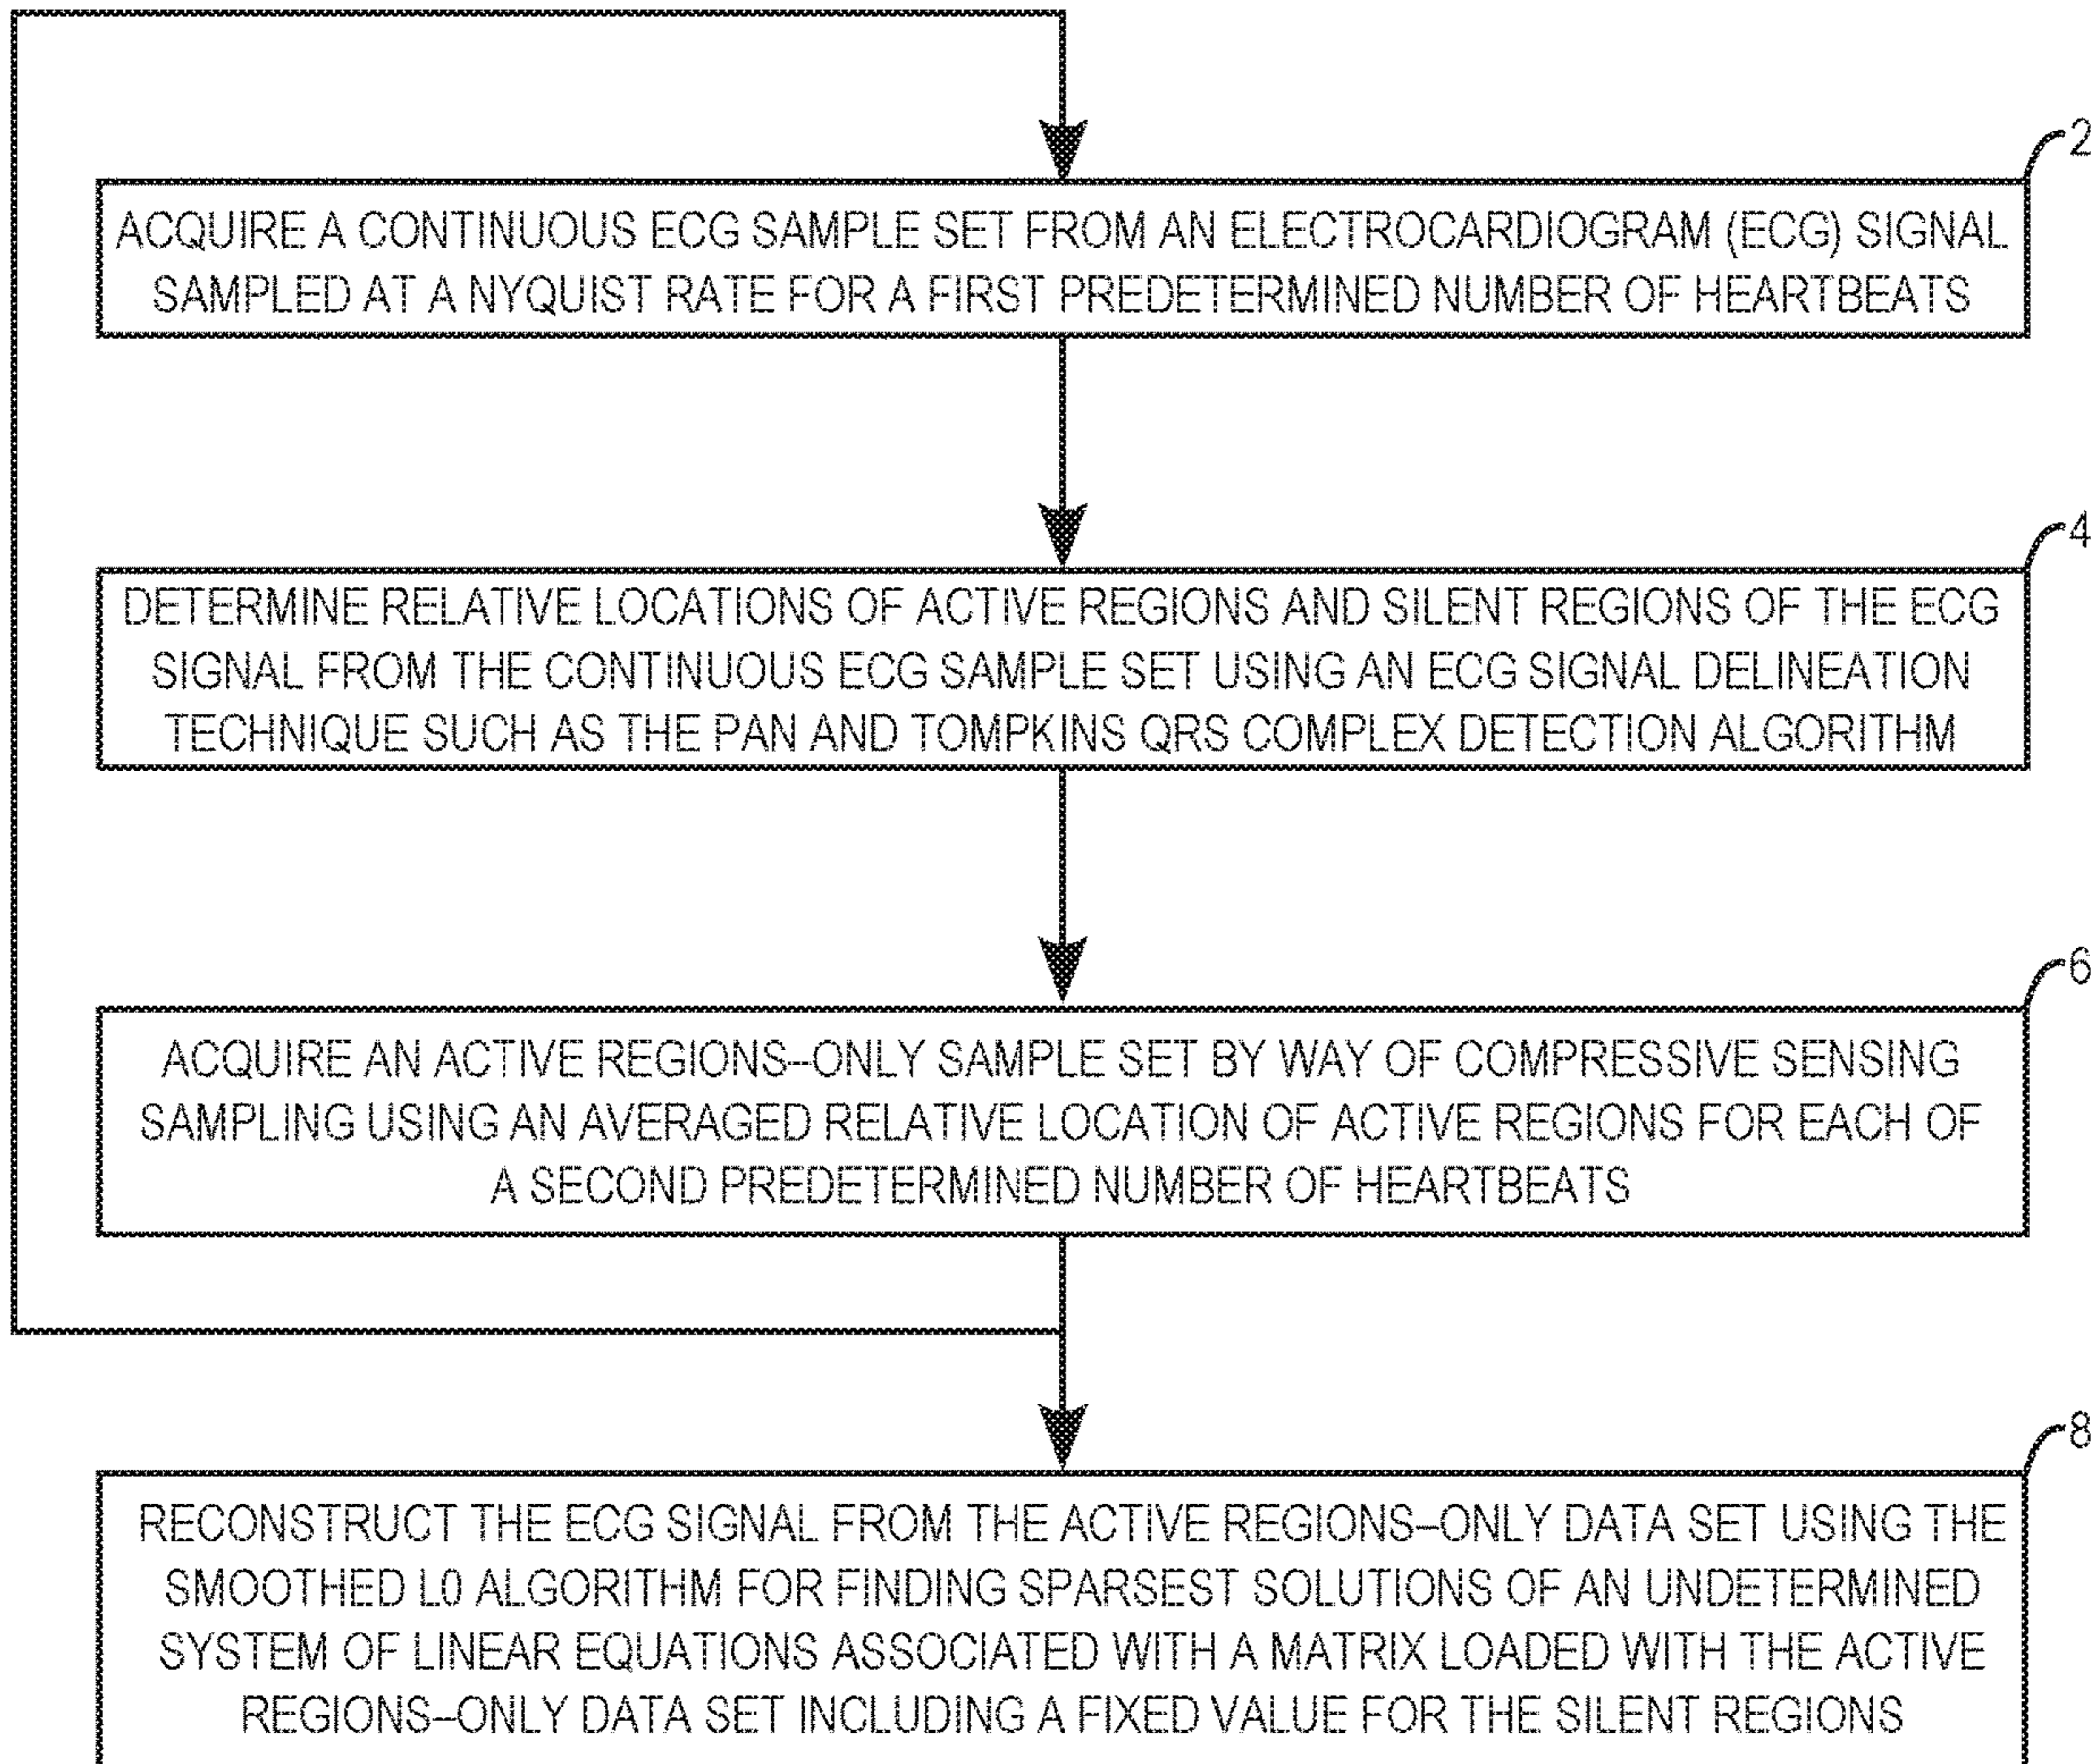 2
ACQUIRE A CONTINUOUS ECG SAMPLE SET FROM AN ELECTROCARDIOGRAM (ECG) SIGNAL
SAMPLED AT A NYQUIST RATE FOR A FIRST PREDETERMINED NUMBER OF HEARTBEATS
4
DETERMINE RELATIVE LOCATIONS OF ACTIVE REGIONS AND SILENT REGIONS OF THE ECG
SIGNAL FROM THE CONTINUOUS ECG SAMPLE SET USING AN ECG SIGNAL DELINEATION
TECHNIQUE SUCH AS THE PAN AND TOMPKINS QRS COMPLEX DETECTION ALGORITHM
6
ACQUIRE AN ACTIVE REGIONS–ONLY SAMPLE SET BY WAY OF COMPRESSIVE SENSING
SAMPLING USING AN AVERAGED RELATIVE LOCATION OF ACTIVE REGIONS FOR EACH OF
A SECOND PREDETERMINED NUMBER OF HEARTBEATS
8
RECONSTRUCT THE ECG SIGNAL FROM THE ACTIVE REGIONS–ONLY DATA SET USING THE
SMOOTHED L0 ALGORITHM FOR FINDING SPARSEST SOLUTIONS OF AN UNDETERMINED
SYSTEM OF LINEAR EQUATIONS ASSOCIATED WITH A MATRIX LOADED WITH THE ACTIVE
REGIONS–ONLY DATA SET INCLUDING A FIXED VALUE FOR THE SILENT REGIONS